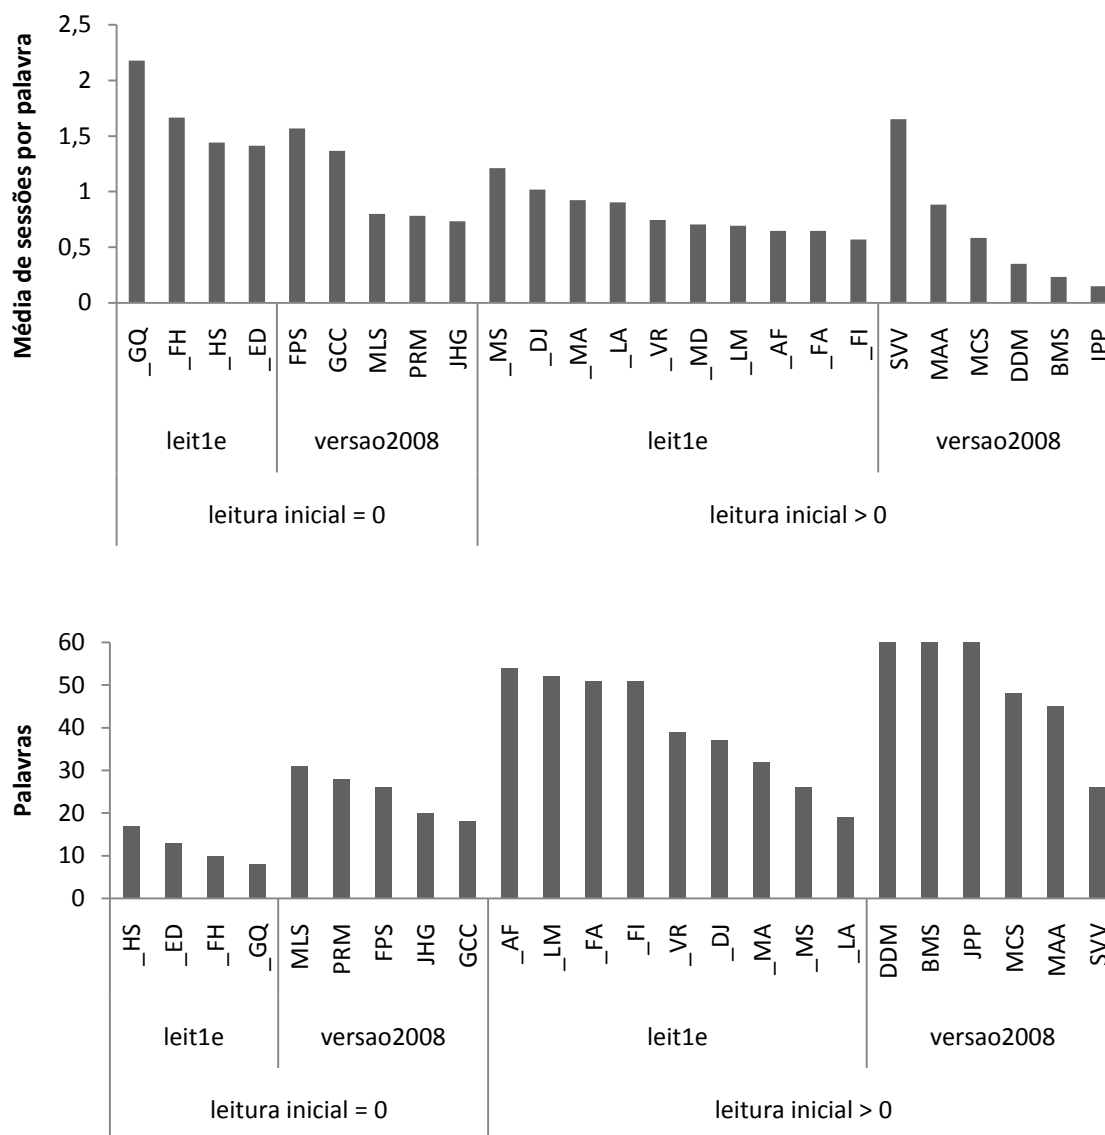 Média de sessões por palavra
2,5
2
1,5
1
0,5
0
_GQ
_FH
_HS
_ED
FPS
GCC
MLS
PRM
JHG
_MS
_DJ
_MA
_LA
_VR
_MD
_LM
_AF
_FA
_FI
SVV
MAA
MCS
DDM
BMS
JPP
leit1e
versao2008
leit1e
versao2008
leitura inicial = 0
leitura inicial > 0
Palavras
60
50
40
30
20
10
0
_HS
_ED
_FH
_GQ
MLS
PRM
FPS
JHG
GCC
_AF
_LM
_FA
_FI
_VR
_DJ
_MA
_MS
_LA
DDM
BMS
JPP
MCS
MAA
SVV
leit1e
versao2008
leit1e
versao2008
leitura inicial = 0
leitura inicial > 0